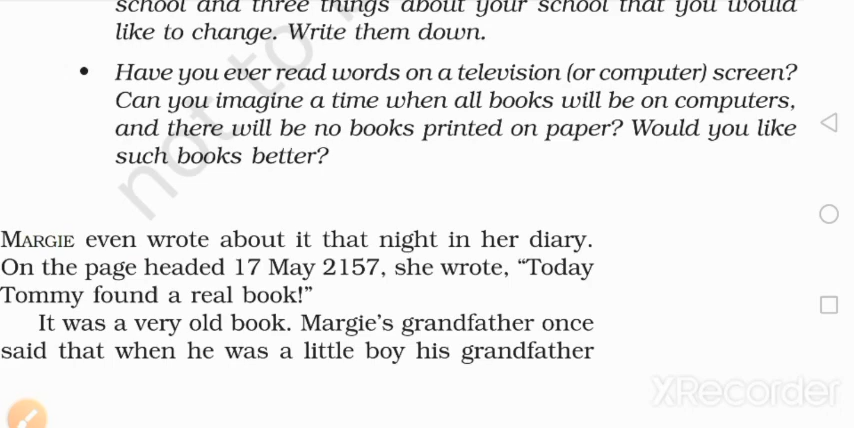 school and three things about your school that you would
like to change. Write them down.
• Have you ever read words on a television (or computer) screen?
Can you imagine a time when all books will be on computers,
and there will be no books printed on paper? Would you like
such books better?
not to
MARGIE even wrote about it that night in her diary.
On the page headed 17 May 2157, she wrote, “Today
Tommy found a real book!”
It was a very old book. Margie’s grandfather once
said that when he was a little boy his grandfather
XRecorder